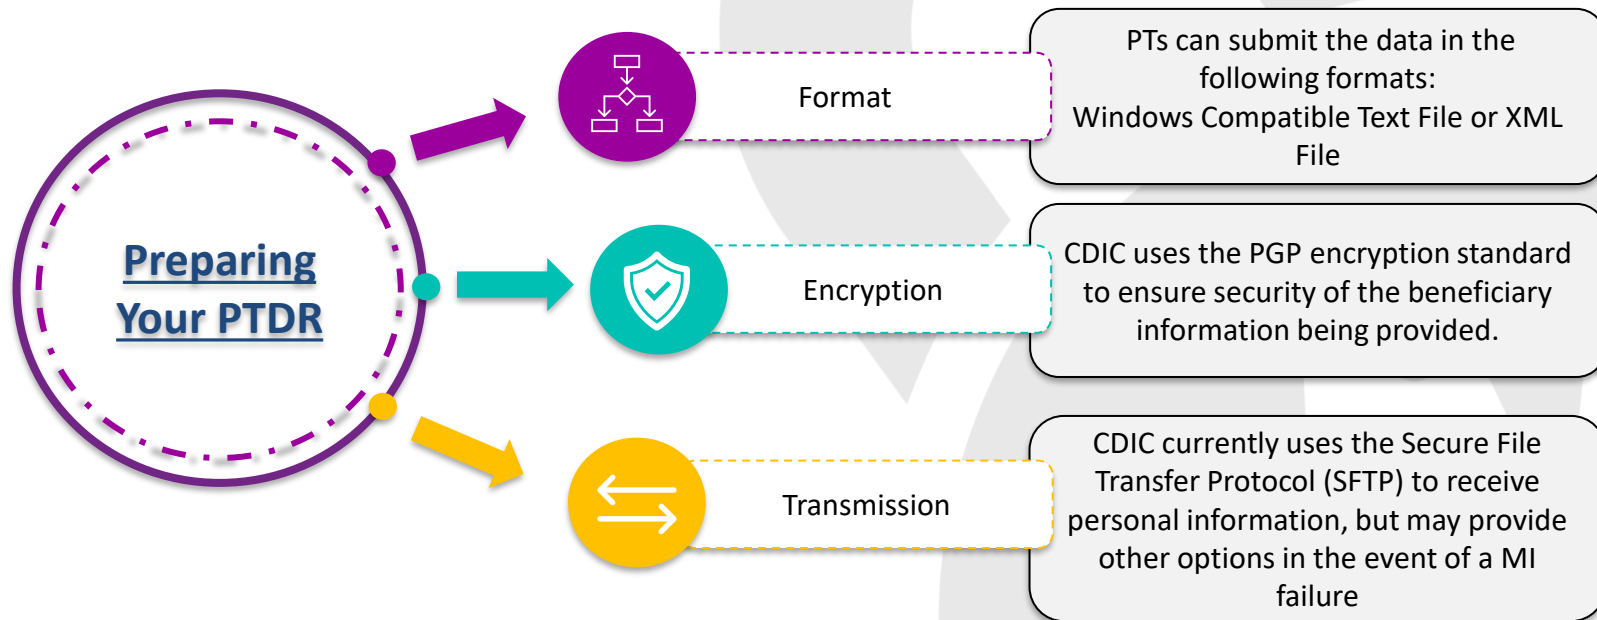 Preparing
Your PTDR
Format
PTs can submit the data in the
following formats:
Windows Compatible Text File or XML
File
Encryption
CDIC uses the PGP encryption standard
to ensure security of the beneficiary
information being provided.
Transmission
CDIC currently uses the Secure File
Transfer Protocol (SFTP) to receive
personal information, but may provide
other options in the event of a MI
failure